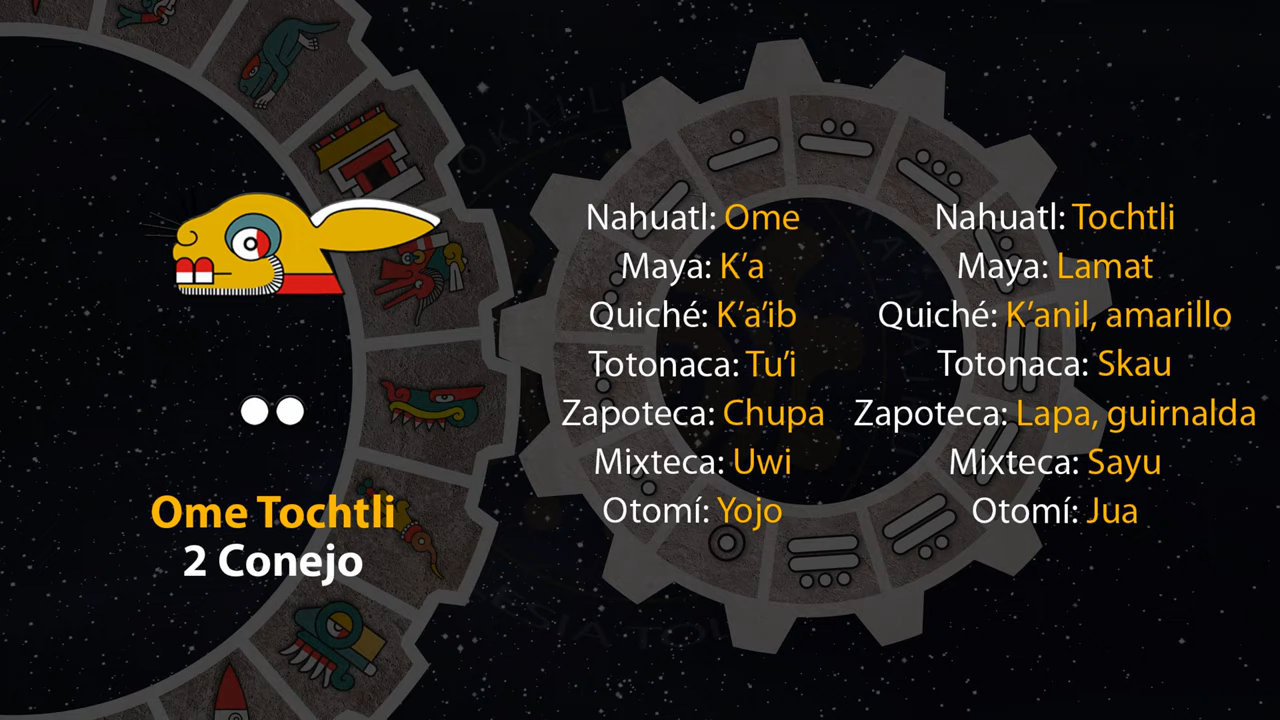 Nahuatl: Ome
Maya: K'a
Quiché: K'a'ib
Totonaca: Tu'i
Zapoteca: Chupa
Mixteca: Uwi
Otomí: Yojo
Nahuatl: Tochtli
Maya: Lamat
Quiché: K'anil, amarillo
Totonaca: Skau
Zapoteca: Lapa, guirnalda
Mixteca: Sayu
Otomí: Jua
Ome Tochtli
2 Conejo